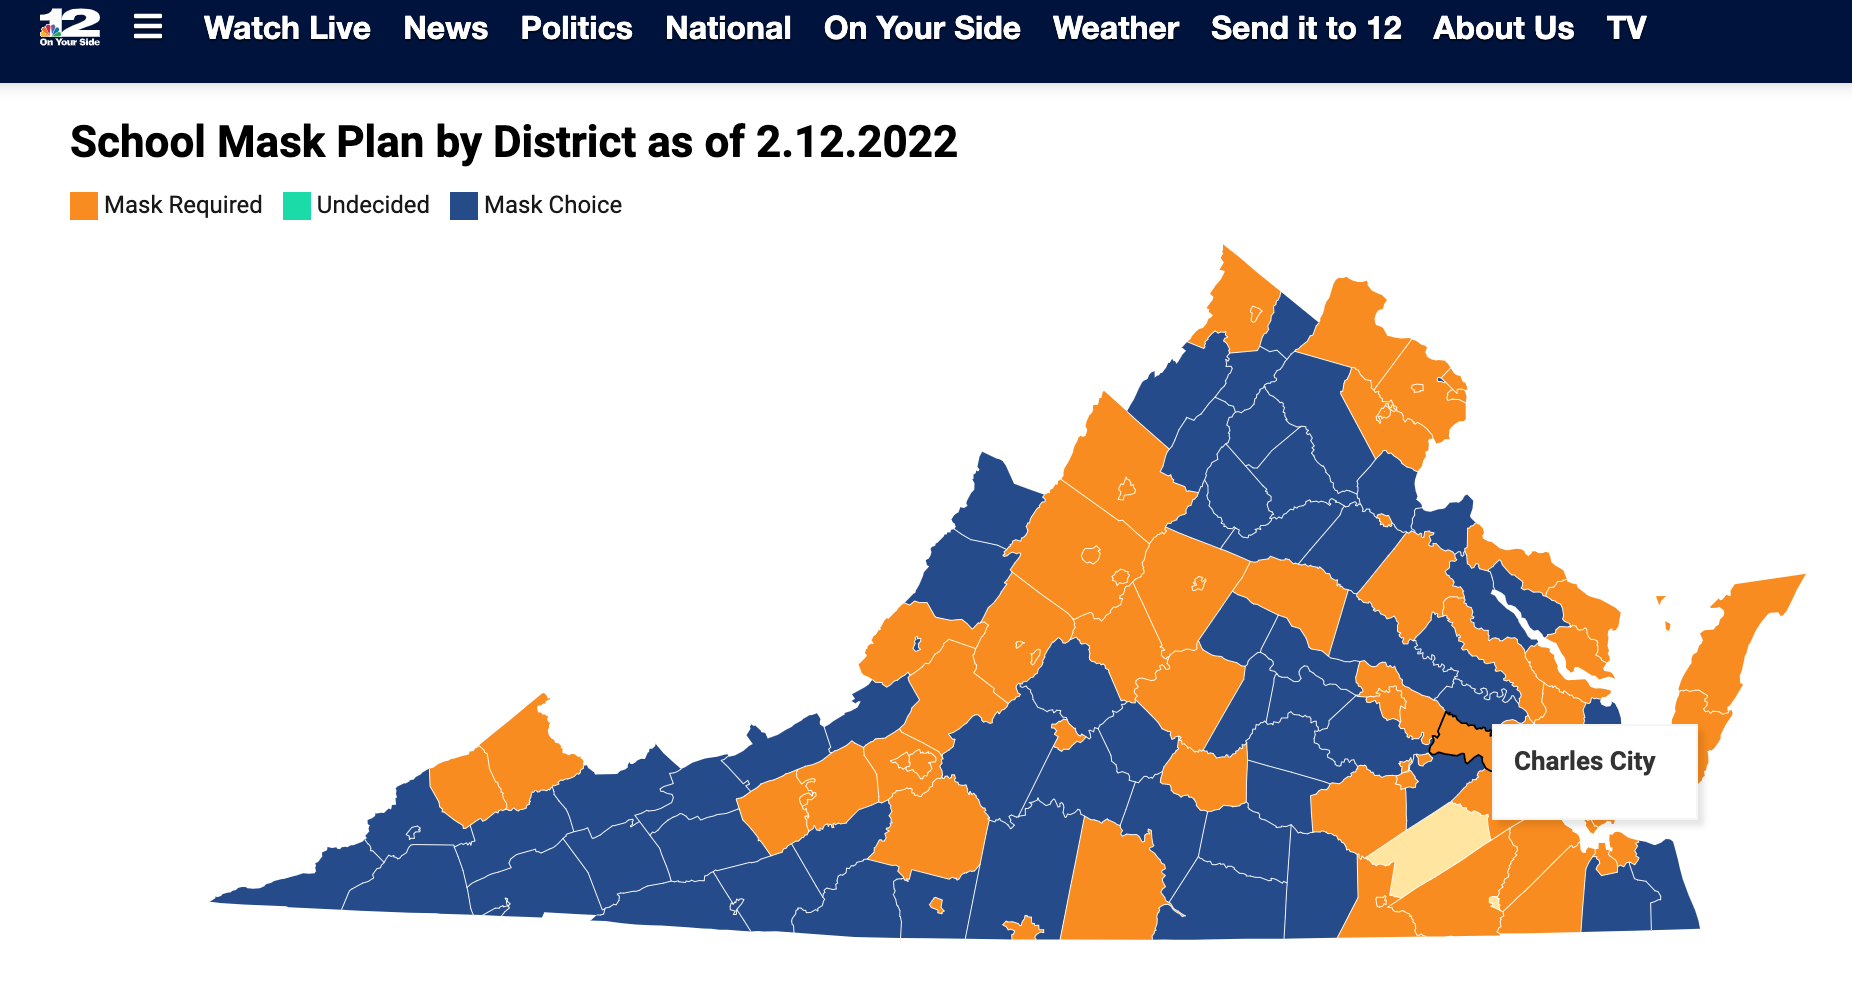 12
On Your Side
Watch Live News Politics National On Your Side Weather Send it to 12 About Us TV
School Mask Plan by District as of 2.12.2022
Mask Required Undecided Mask Choice
Charles City